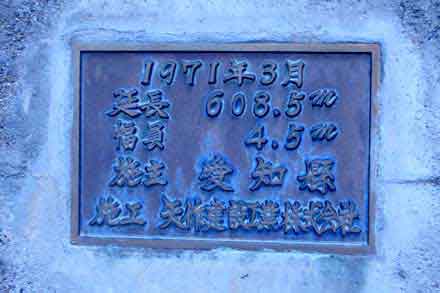 1971年3月
延長 608.5m
幅員 4.5m
施主 愛知県
施工 矢作建設工業株式会社